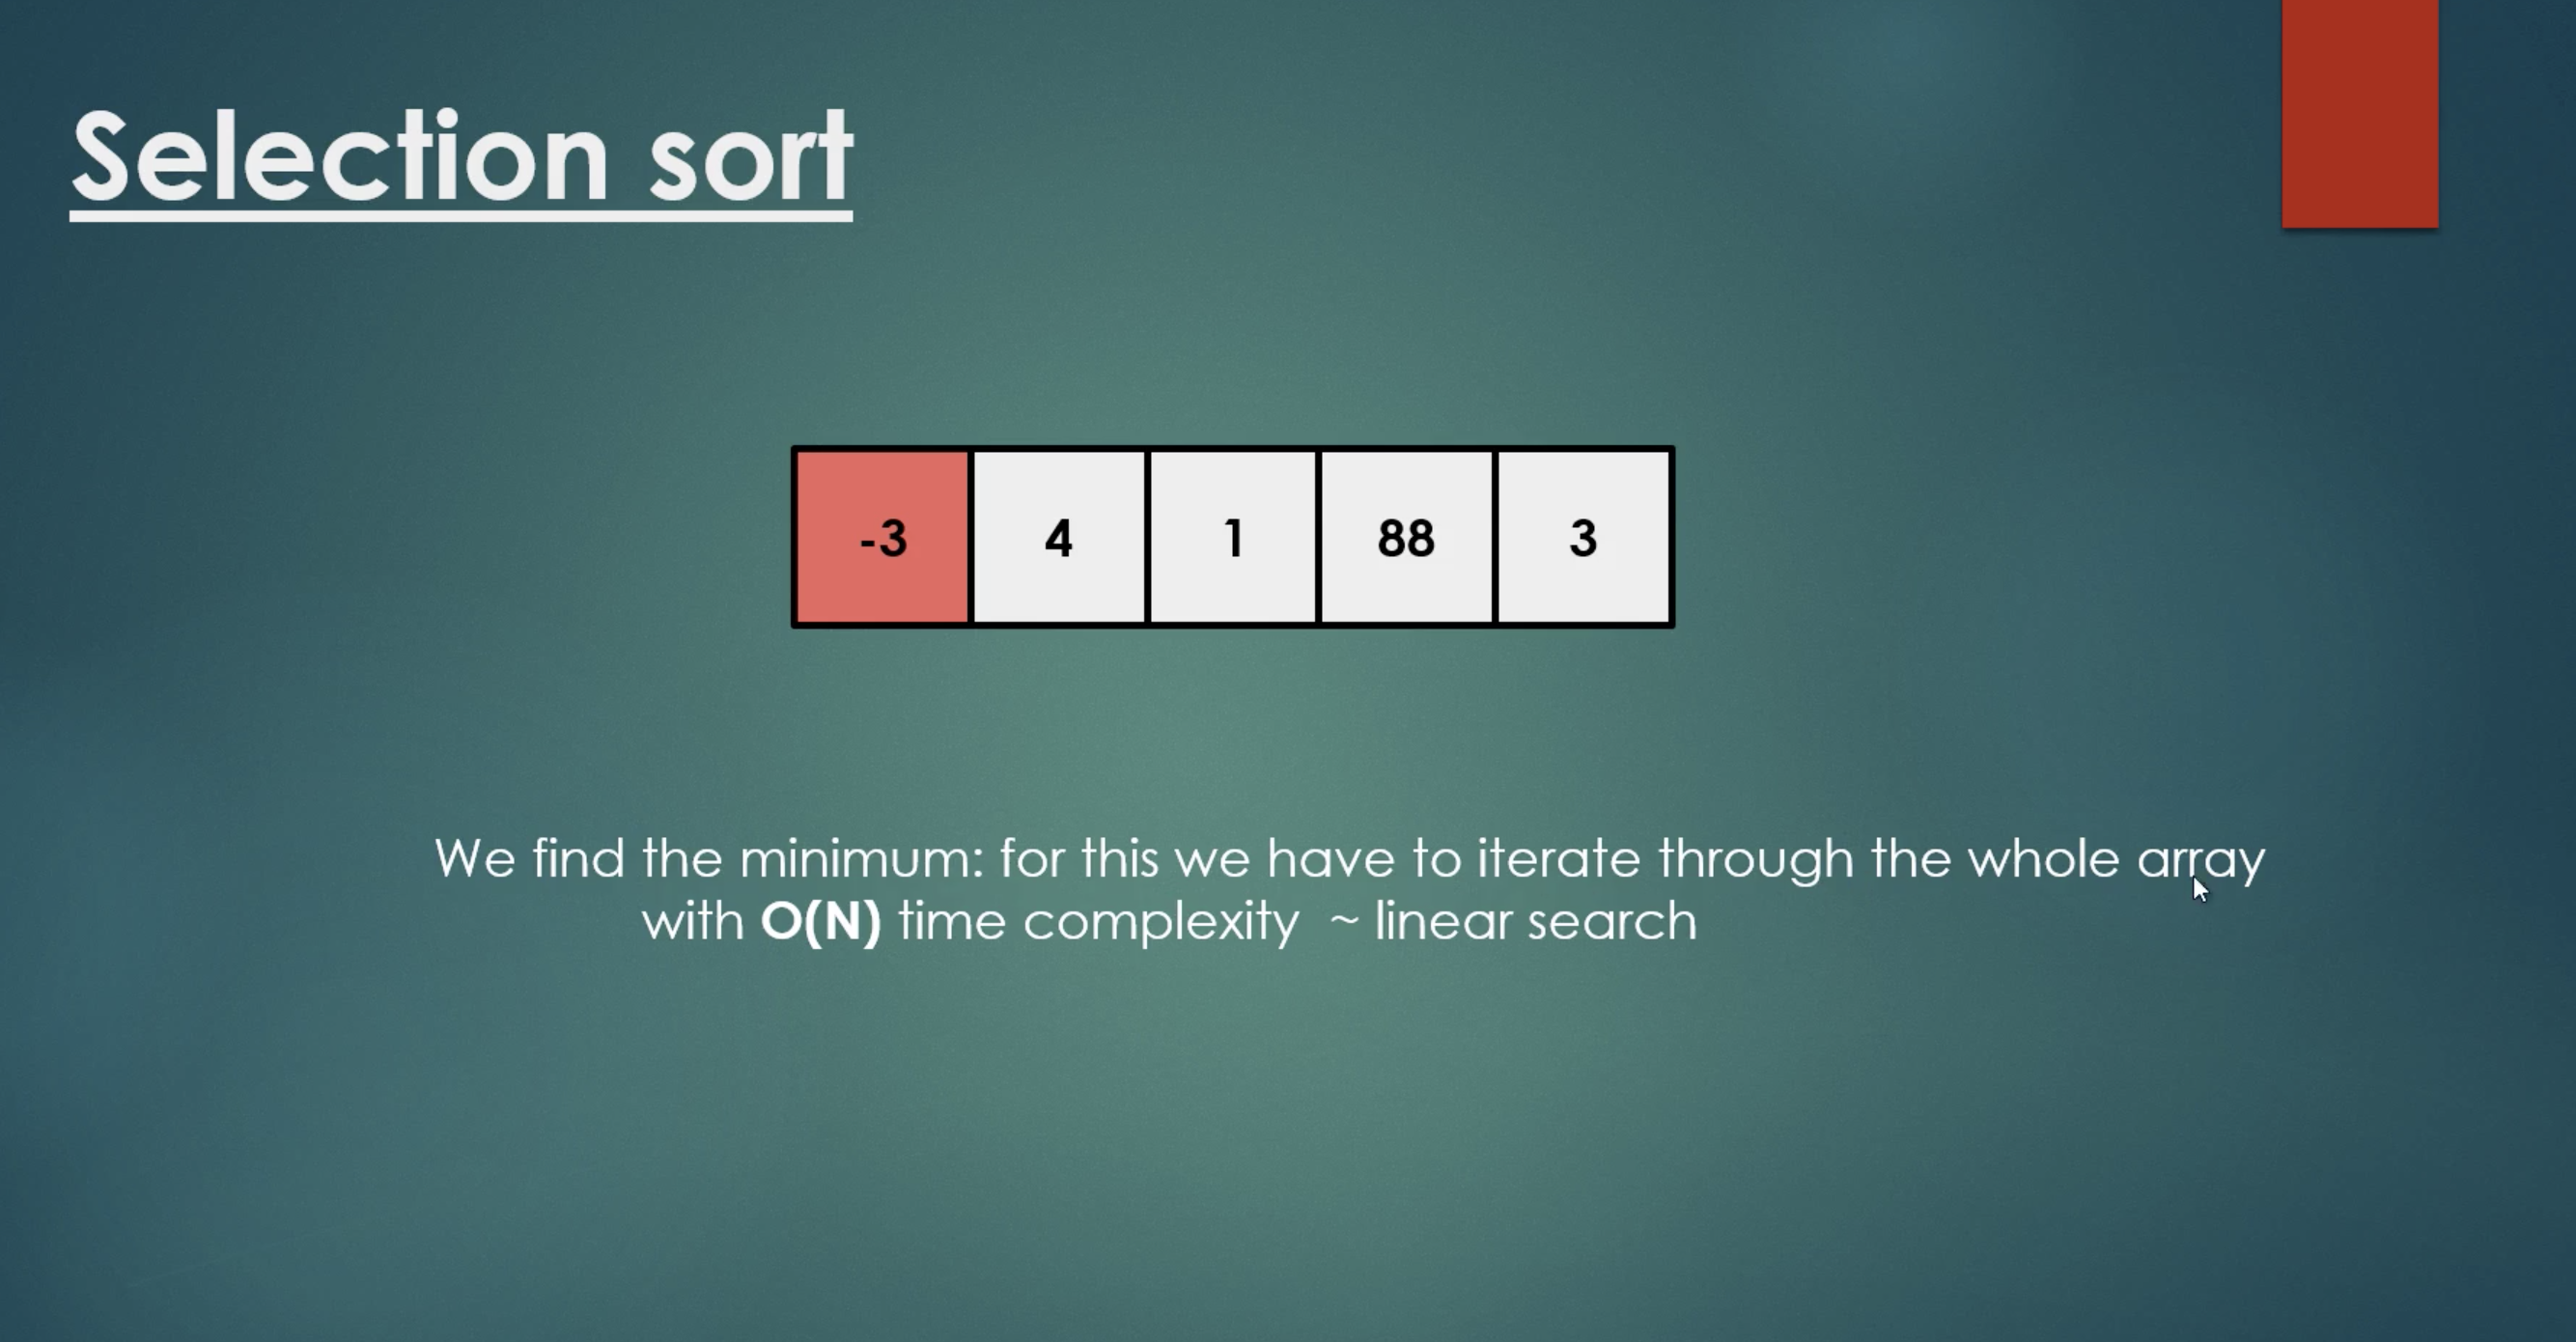 Selection sort
-3 4 1 88 3
We find the minimum: for this we have to iterate through the whole array
with O(N) time complexity ~ linear search